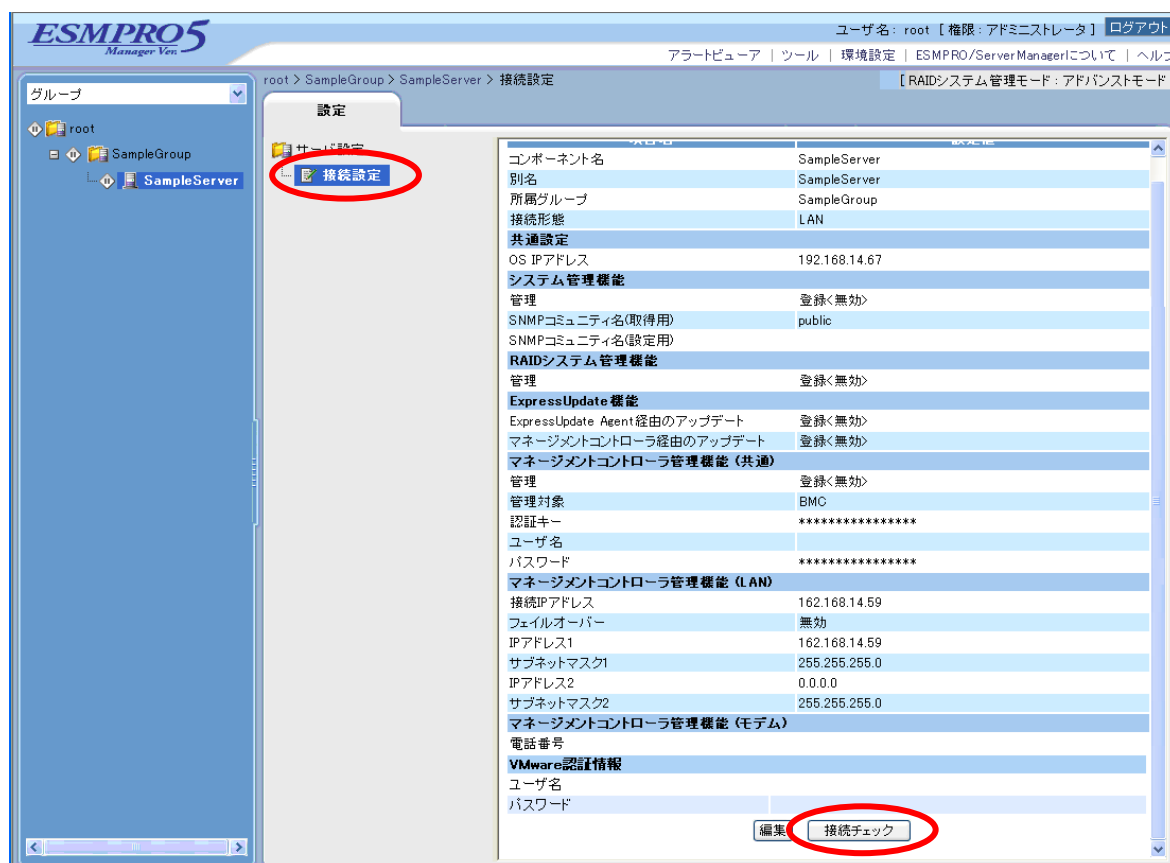 ESMPRO5
Manager Ver.
ユーザ名 : root [ 権限 : アドミニストレータ ] ログアウト
アラートビューア | ツール | 環境設定 | ESMPRO/ServerManagerについて |
グループ
root
SampleGroup
SampleServer
root > SampleGroup > SampleServer > 接続設定
[ RAIDシステム管理モード : アドバンストモード
設定
サーバ設定
接続設定
項目名 設定値
コンポーネント名 SampleServer
別名 SampleServer
所属グループ SampleGroup
接続形態 LAN
共通設定
OS IPアドレス 192.168.14.67
システム管理機能
管理 登録<無効>
SNMPコミュニティ名(取得用) public
SNMPコミュニティ名(設定用)
RAIDシステム管理機能
管理 登録<無効>
ExpressUpdate機能
ExpressUpdate Agent経由のアップデート 登録<無効>
マネージメントコントローラ経由のアップデート 登録<無効>
マネージメントコントローラ管理機能 (共通)
管理 登録<無効>
管理対象 BMC
認証キー ****************
ユーザ名
パスワード ****************
マネージメントコントローラ管理機能 (LAN)
接続IPアドレス 162.168.14.59
フェイルオーバー 無効
IPアドレス1 162.168.14.59
サブネットマスク1 255.255.255.0
IPアドレス2 0.0.0.0
サブネットマスク2 255.255.255.0
マネージメントコントローラ管理機能 (モデム)
電話番号
VMware認証情報
ユーザ名
パスワード
編集 接続チェック